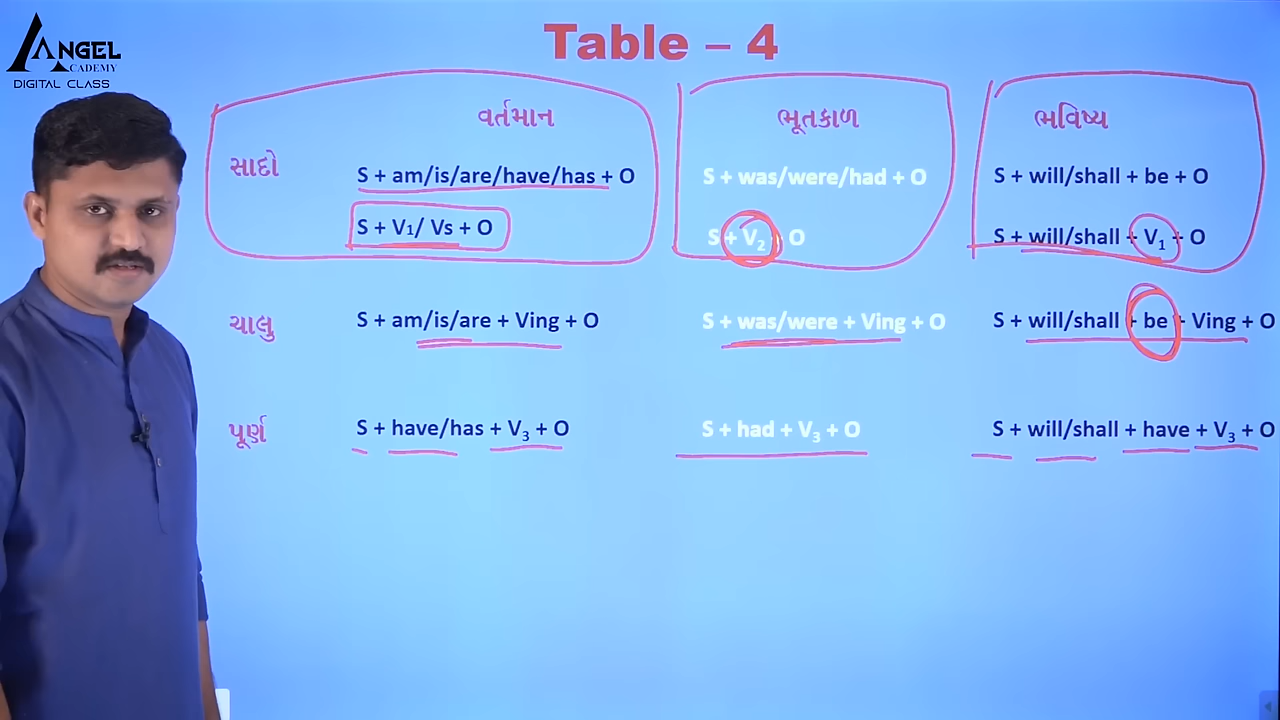 ANGEL
ACADEMY
DIGITAL CLASS
Table – 4
વર્તમાન ભૂતકાળ ભવિષ્ય
સાદો S + am/is/are/have/has + O S + was/were/had + O S + will/shall + be + O
S + V₁/ Vs + O S + V₂ + O S + will/shall + V₁ + O
ચાલુ S + am/is/are + Ving + O S + was/were + Ving + O S + will/shall + be + Ving + O
પૂર્ણ S + have/has + V₃ + O S + had + V₃ + O S + will/shall + have + V₃ + O